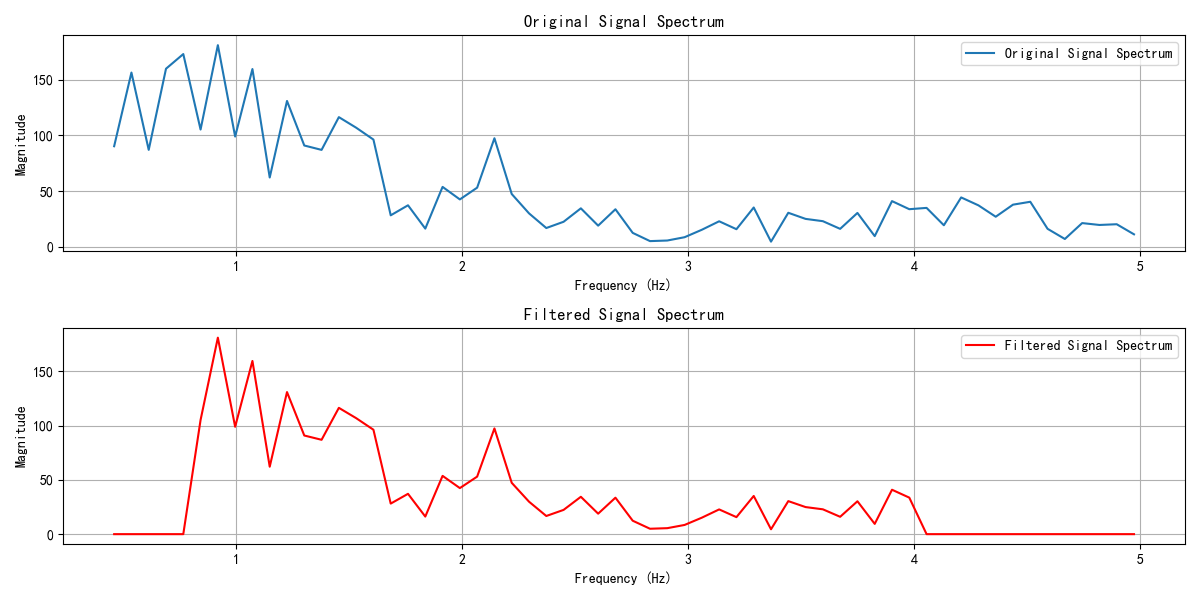 Original Signal Spectrum
Original Signal Spectrum
Magnitude
150
100
50
0
1 2 3 4 5
Frequency (Hz)
Filtered Signal Spectrum
Filtered Signal Spectrum
Magnitude
150
100
50
0
1 2 3 4 5
Frequency (Hz)